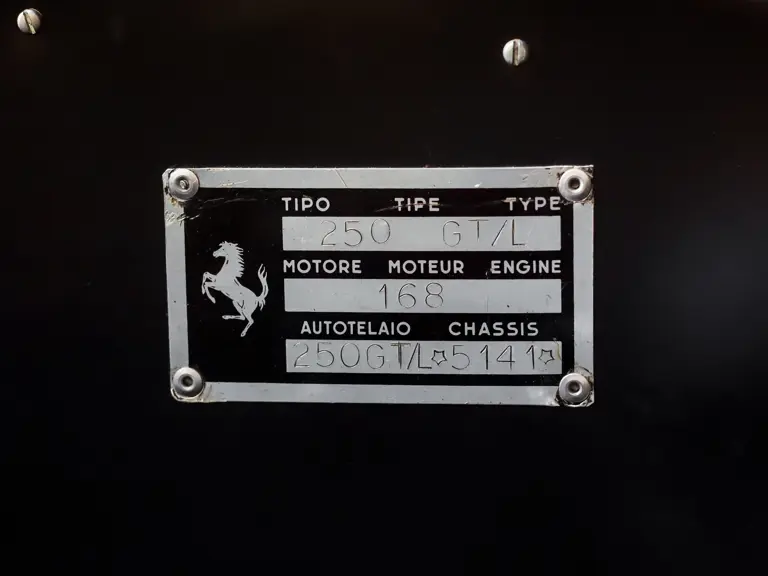 TIPO TIPE TYPE
250 GT/L
MOTORE MOTEUR ENGINE
168
AUTOTELAIO CHASSIS
250GT/L☆5141☆